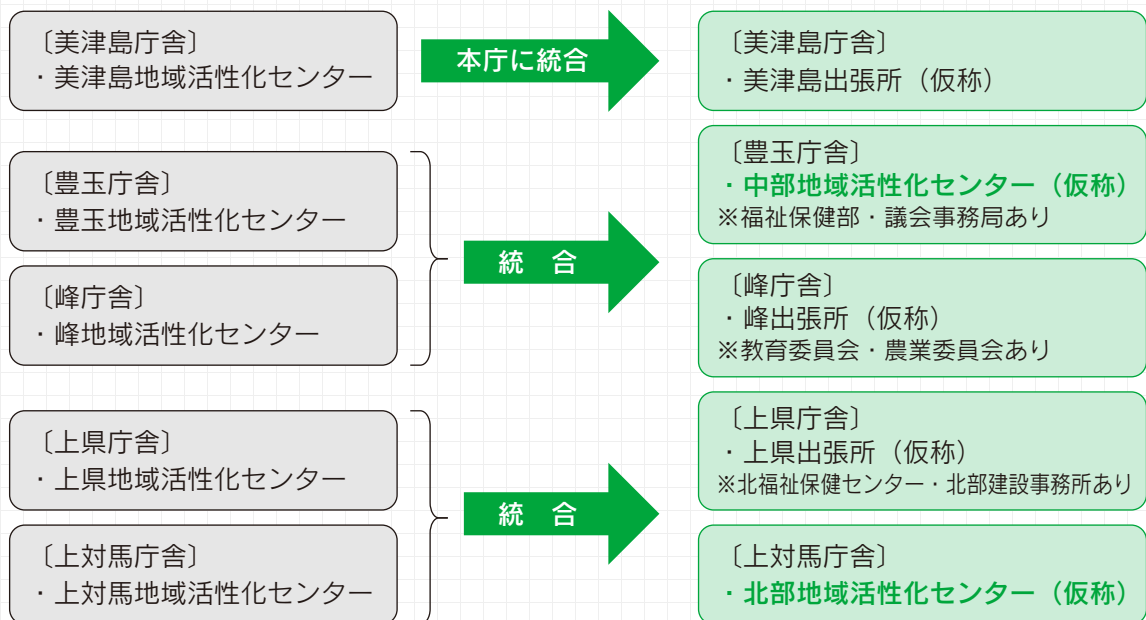 〔美津島庁舎〕
・美津島地域活性化センター
本庁に統合
〔美津島庁舎〕
・美津島出張所（仮称）
〔豊玉庁舎〕
・豊玉地域活性化センター
〔峰庁舎〕
・峰地域活性化センター
統　合
〔豊玉庁舎〕
・中部地域活性化センター（仮称）
※福祉保健部・議会事務局あり
〔峰庁舎〕
・峰出張所（仮称）
※教育委員会・農業委員会あり
〔上県庁舎〕
・上県地域活性化センター
〔上対馬庁舎〕
・上対馬地域活性化センター
統　合
〔上県庁舎〕
・上県出張所（仮称）
※北福祉保健センター・北部建設事務所あり
〔上対馬庁舎〕
・北部地域活性化センター（仮称）